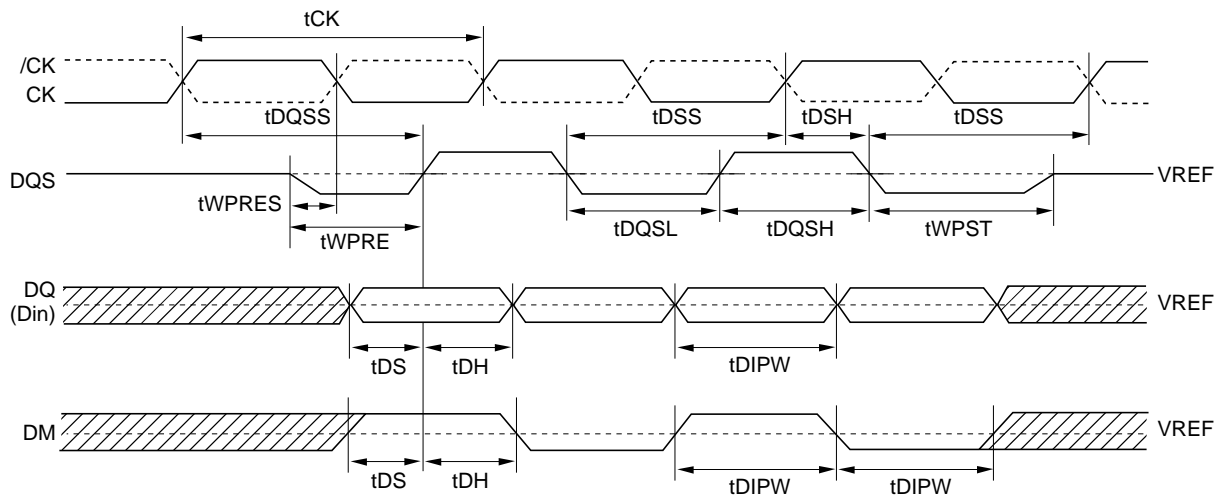 tCK
/CK
CK
tDQSS tDSS tDSH tDSS
DQS VREF
tWPRES
tWPRE tDQSL tDQSH tWPST
DQ
(Din) VREF
tDS tDH tDIPW
DM VREF
tDS tDH tDIPW tDIPW